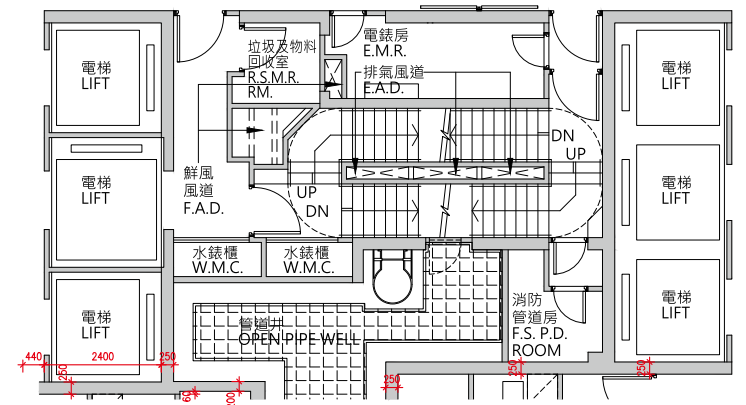 電梯
LIFT
垃圾及物料
回收室
R.S.M.R.
RM.
電錶房
E.M.R.
排氣風道
E.A.D.
電梯
LIFT
DN
UP
鮮風
風道
F.A.D.
電梯
LIFT
UP
DN
電梯
LIFT
水錶櫃
W.M.C.
水錶櫃
W.M.C.
電梯
LIFT
管道井
OPEN PIPE WELL
消防
管道房
F.S. P.D.
ROOM
電梯
LIFT
440
2400
250
250
250
250
250
60
200